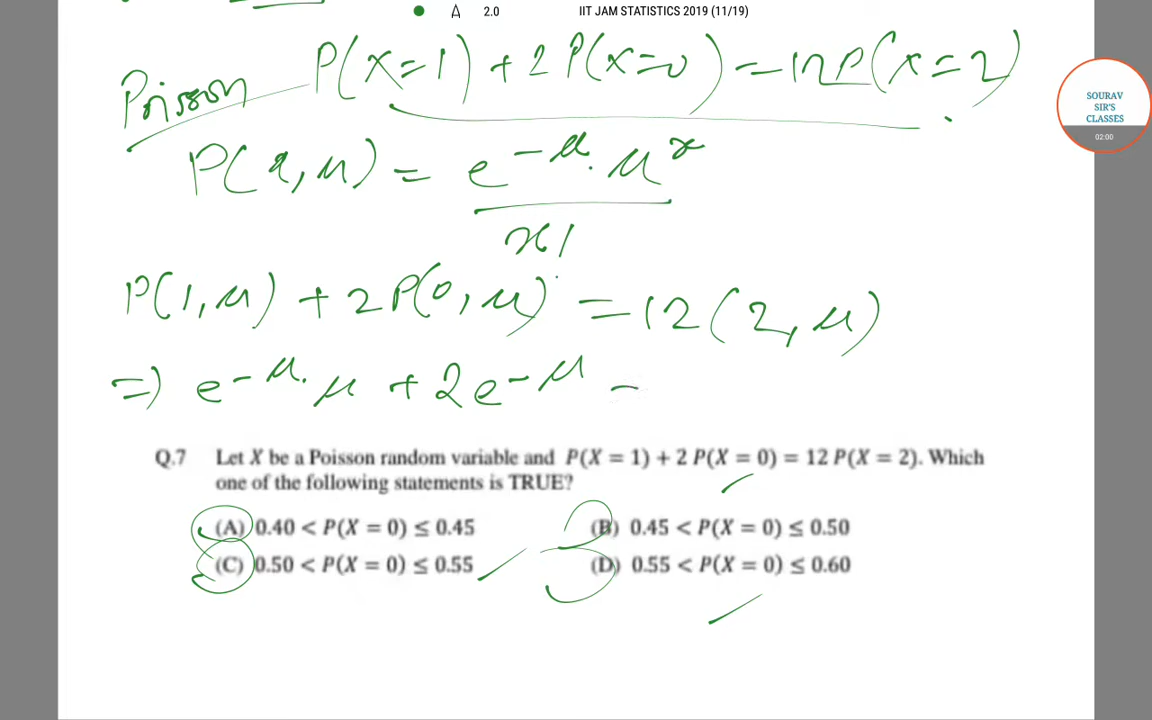 A 2.0 IIT JAM STATISTICS 2019 (11/19)
P(X=1) + 2P(X=0) = 12P(X=2)
Poisson
SOURAV
SIR'S
CLASSES
02:00
P(x,μ) = e^{-μ}.μ^x
x!
P(1,μ) + 2P(0,μ) = 12(2,μ)
=) e^{-μ}.μ + 2e^{-μ} =
Q.7 Let X be a Poisson random variable and P(X = 1) + 2 P(X = 0) = 12 P(X = 2). Which
one of the following statements is TRUE?
(A) 0.40 < P(X = 0) ≤ 0.45 (B) 0.45 < P(X = 0) ≤ 0.50
(C) 0.50 < P(X = 0) ≤ 0.55 (D) 0.55 < P(X = 0) ≤ 0.60